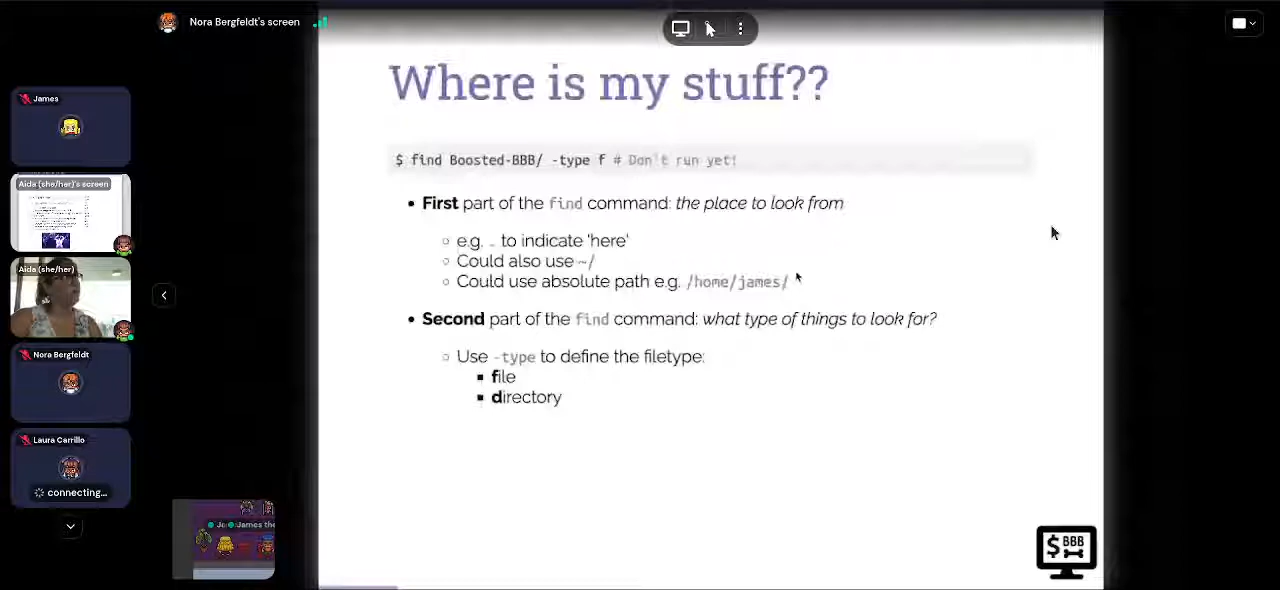 Nora Bergfeldt's screen
James
Aida (she/her)'s screen
Aida (she/her)
Nora Bergfeldt
Laura Carrillo
connecting...
James the
Where is my stuff??
$ find Boosted-BBB/ -type f # Don't run yet!
• First part of the find command: the place to look from
e.g. . to indicate 'here'
Could also use ~/
Could use absolute path e.g. /home/james/
• Second part of the find command: what type of things to look for?
Use -type to define the filetype:
file
directory
$ BBB